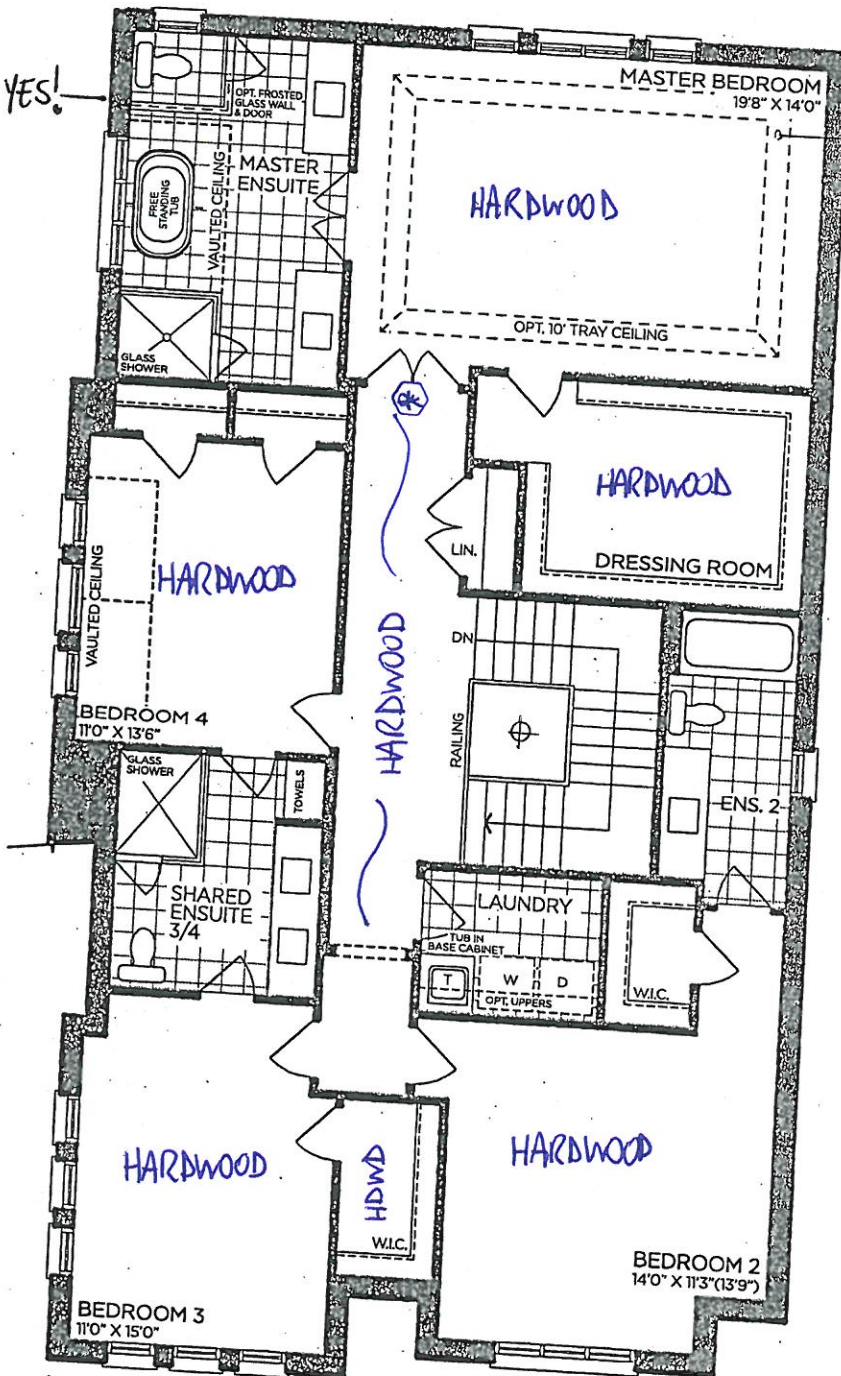 YES!
OPT. FROSTED
GLASS WALL
& DOOR
MASTER BEDROOM
19'8" X 14'0"
MASTER
ENSUITE
FREE
STANDING
TUB
VAULTED CEILING
HARDWOOD
OPT. 10' TRAY CEILING
GLASS
SHOWER
HARDWOOD
DRESSING ROOM
LIN.
VAULTED CEILING
HARDWOOD
BEDROOM 4
11'0" X 13'6"
HARDWOOD
DN
RAILING
GLASS
SHOWER
TOWELS
ENS. 2
SHARED
ENSUITE
3/4
LAUNDRY
TUB IN
BASE CABINET
T
W
D
OPT. UPPERS
W.I.C.
HARDWOOD
HDWD
W.I.C.
HARDWOOD
BEDROOM 3
11'0" X 15'0"
BEDROOM 2
14'0" X 11'3"(13'9")